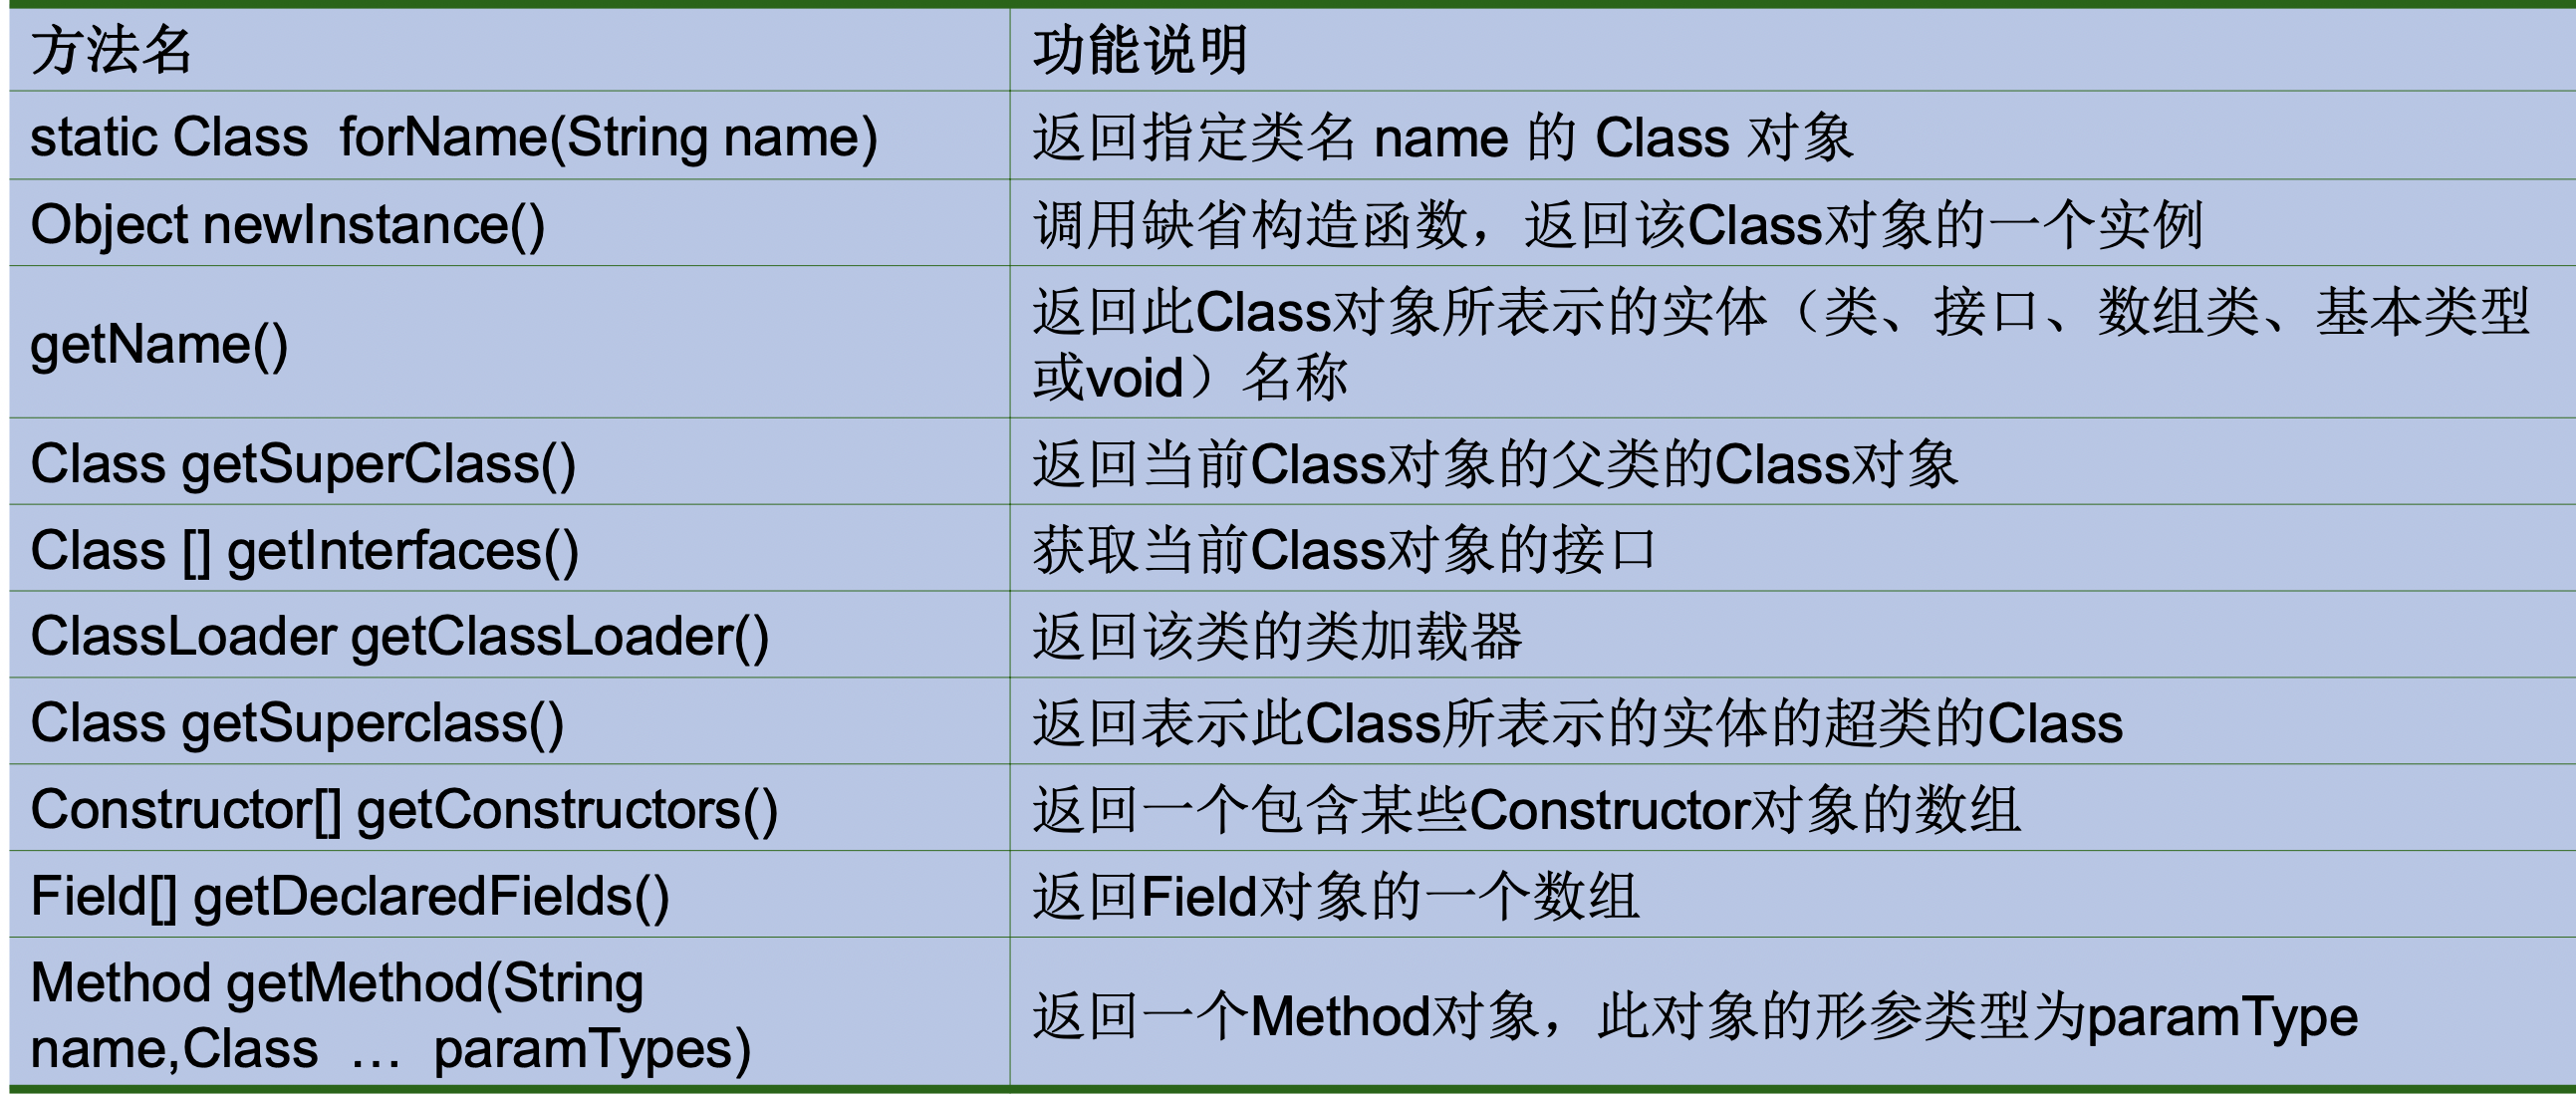 方法名
功能说明
static Class  forName(String name)
返回指定类名 name 的 Class 对象
Object newInstance()
调用缺省构造函数，返回该Class对象的一个实例
getName()
返回此Class对象所表示的实体（类、接口、数组类、基本类型
或void）名称
Class getSuperClass()
返回当前Class对象的父类的Class对象
Class [] getInterfaces()
获取当前Class对象的接口
ClassLoader getClassLoader()
返回该类的类加载器
Class getSuperclass()
返回表示此Class所表示的实体的超类的Class
Constructor[] getConstructors()
返回一个包含某些Constructor对象的数组
Field[] getDeclaredFields()
返回Field对象的一个数组
Method getMethod(String
name,Class  …  paramTypes)
返回一个Method对象，此对象的形参类型为paramType